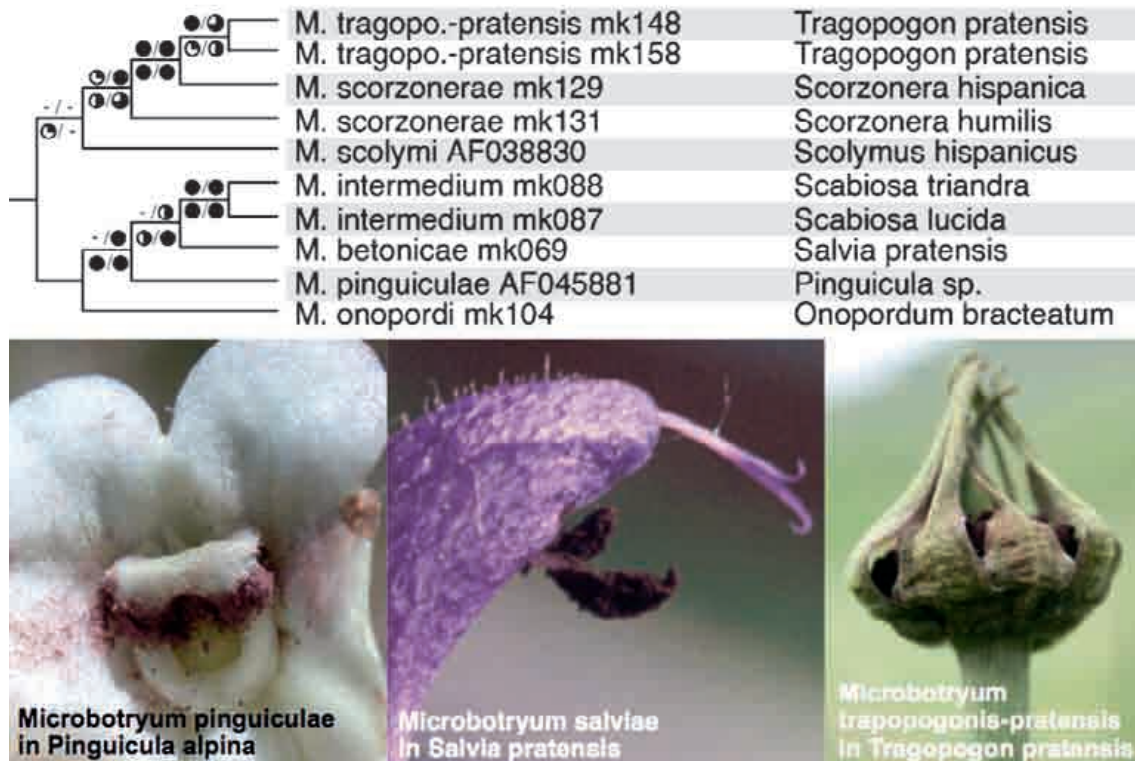 M. tragopo.-pratensis mk148 Tragopogon pratensis
M. tragopo.-pratensis mk158 Tragopogon pratensis
M. scorzonerae mk129 Scorzonera hispanica
M. scorzonerae mk131 Scorzonera humilis
M. scolymi AF038830 Scolymus hispanicus
M. intermedium mk088 Scabiosa triandra
M. intermedium mk087 Scabiosa lucida
M. betonicae mk069 Salvia pratensis
M. pinguiculae AF045881 Pinguicula sp.
M. onopordi mk104 Onopordum bracteatum
Microbotryum pinguiculae
in Pinguicula alpina
Microbotryum salviae
in Salvia pratensis
Microbotryum
trapopogonis-pratensis
in Tragopogon pratensis